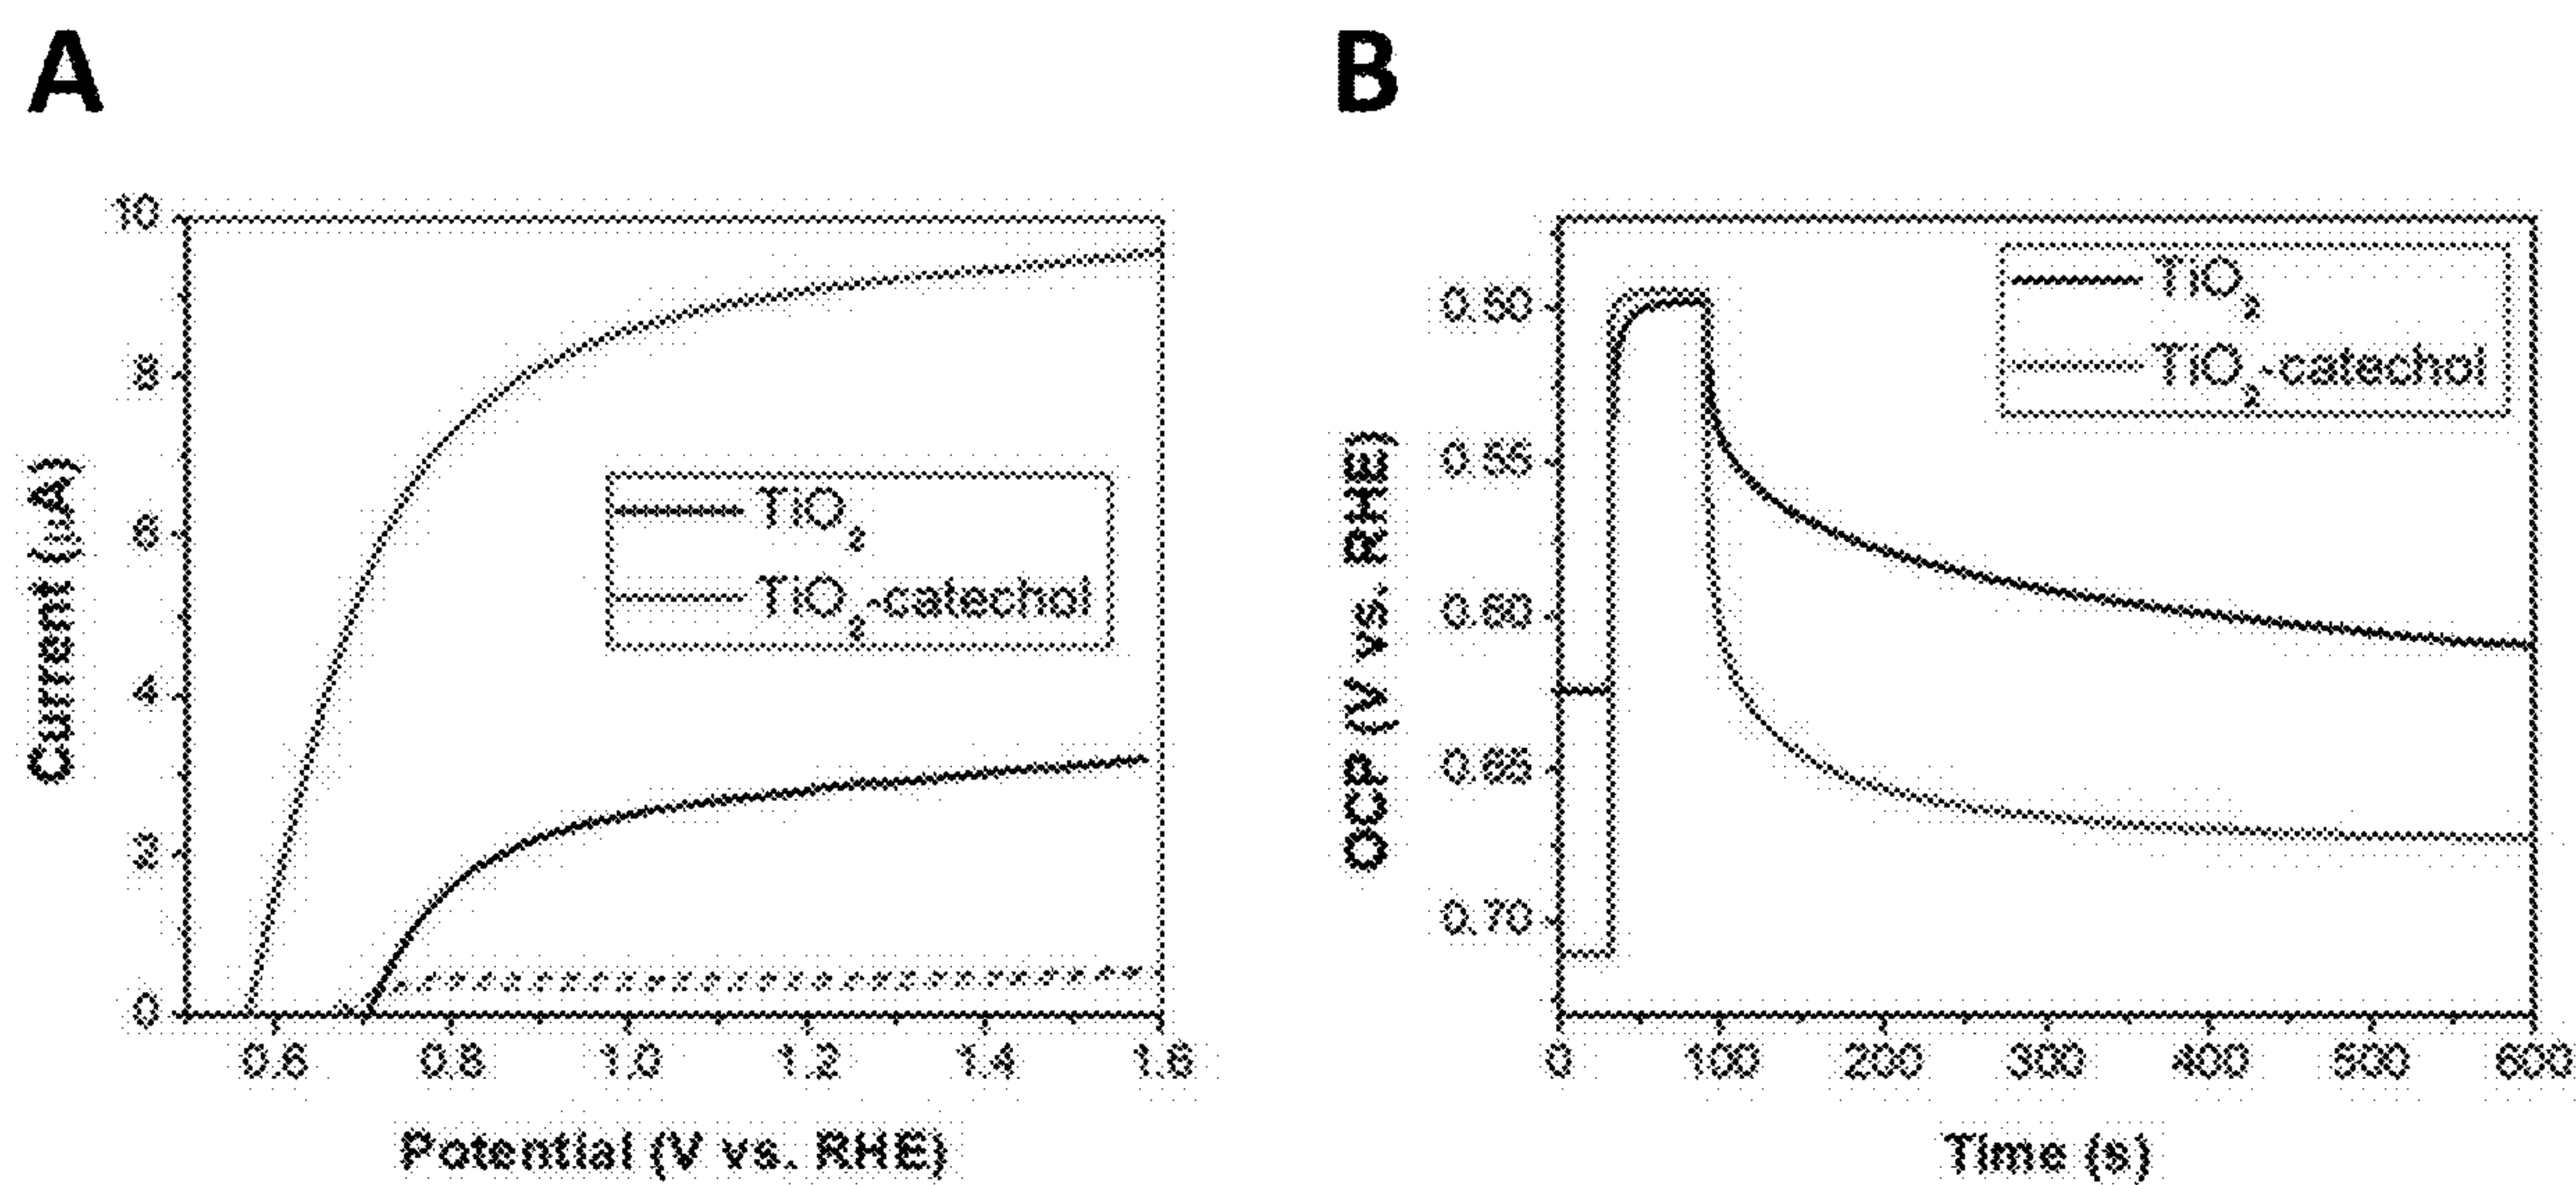 A
B
10
8
6
4
2
0
Current (µA)
TiO2
TiO2-catechol
0.6
0.8
1.0
1.2
1.4
1.6
Potential (V vs. RHE)
0.50
0.55
0.60
0.65
0.70
OCP (V vs. RHE)
TiO2
TiO2-catechol
0
100
200
300
400
500
600
Time (s)